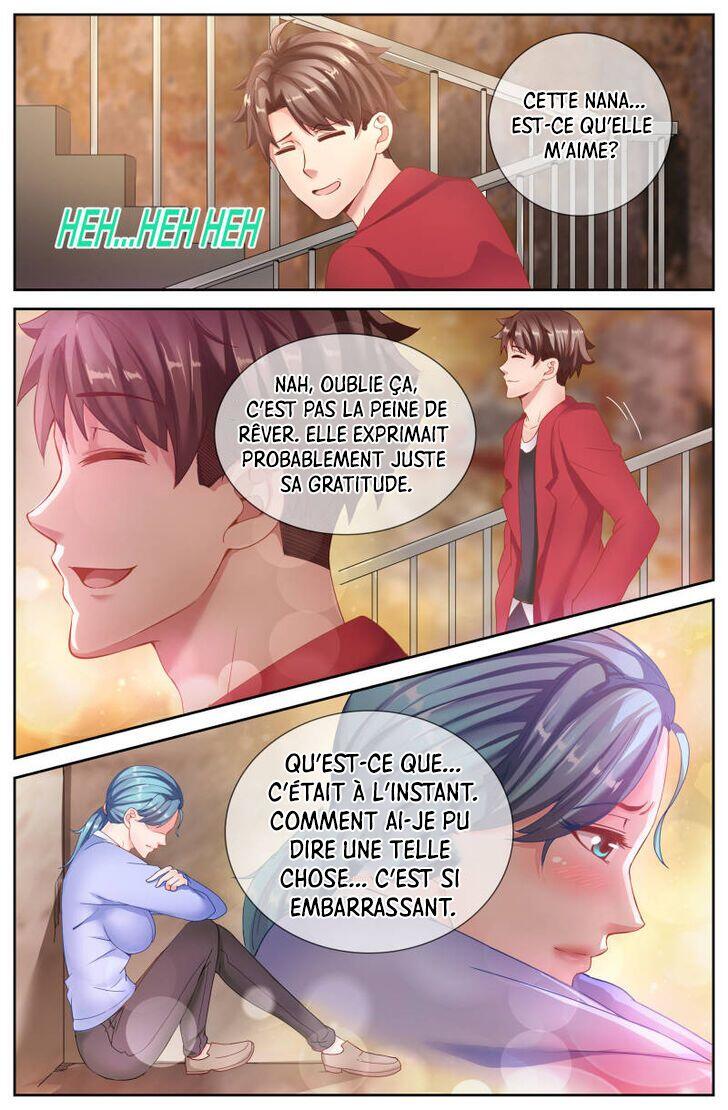 CETTE NANA...
EST-CE QU'ELLE
M'AIME?
HEH...HEH HEH
NAH, OUBLIE ÇA,
C'EST PAS LA PEINE DE
RÊVER. ELLE EXPRIMAIT
PROBABLEMENT JUSTE
SA GRATITUDE.
QU'EST-CE QUE...
C'ÉTAIT À L'INSTANT.
COMMENT AI-JE PU
DIRE UNE TELLE
CHOSE... C'EST SI
EMBARRASSANT.